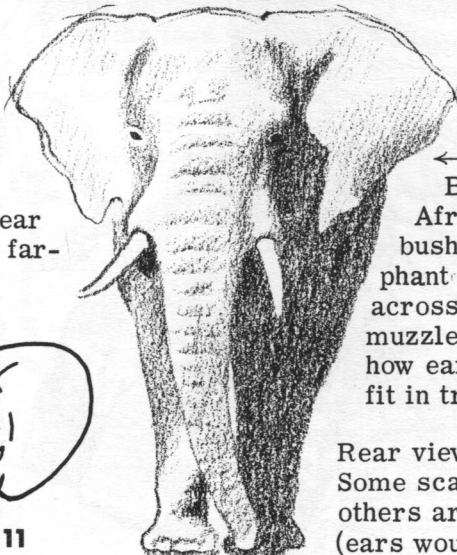 ear
far-
B
Afr
bush
phant
across
muzzle
how ear
fit in tr
Rear view
Some sca
others ar
(ears wou
11